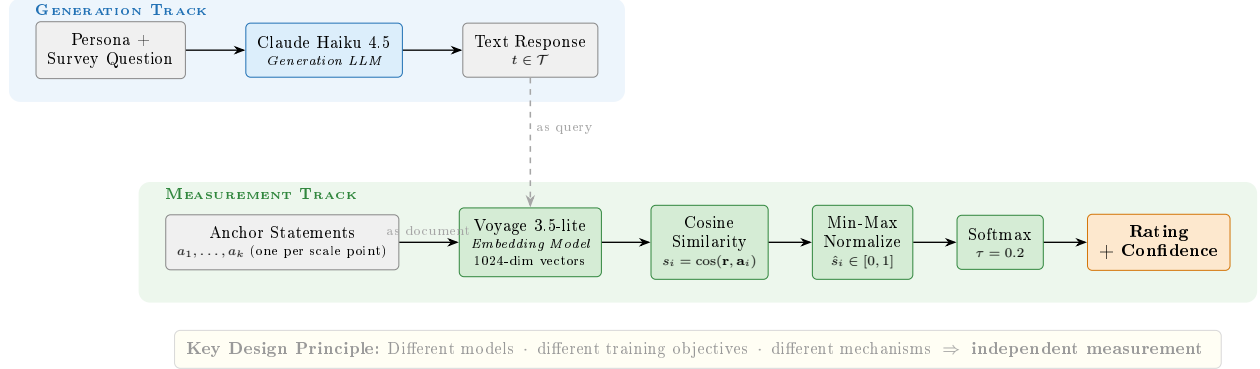 Generation Track
Persona +
Survey Question
Claude Haiku 4.5
Generation LLM
Text Response
t ∈ 𝒯
as query
Measurement Track
Anchor Statements
a₁, . . . , aₖ (one per scale point)
as document
Voyage 3.5-lite
Embedding Model
1024-dim vectors
Cosine
Similarity
sᵢ = cos(r, aᵢ)
Min-Max
Normalize
ŝᵢ ∈ [0, 1]
Softmax
τ = 0.2
Rating
+ Confidence
Key Design Principle: Different models · different training objectives · different mechanisms ⇒ independent measurement